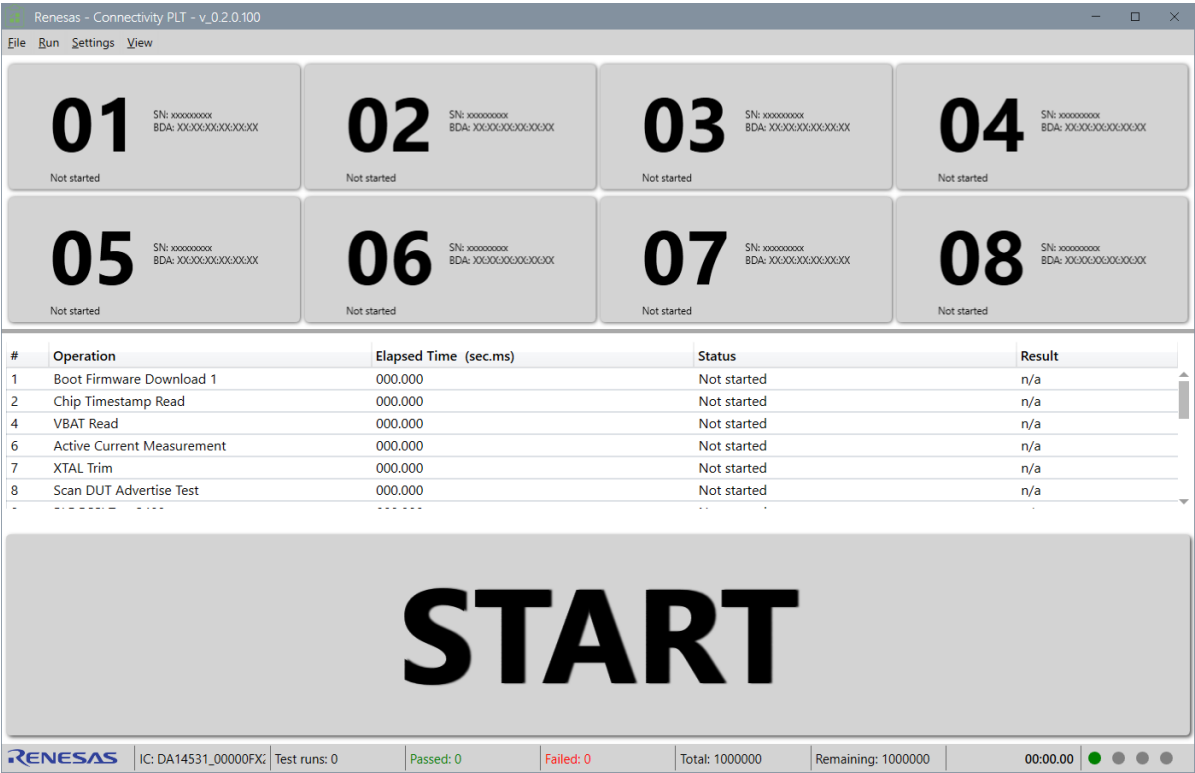 Renesas - Connectivity PLT - v_0.2.0.100
File Run Settings View
01 SN: xxxxxxxxx
BDA: XX:XX:XX:XX:XX:XX
Not started
02 SN: xxxxxxxxx
BDA: XX:XX:XX:XX:XX:XX
Not started
03 SN: xxxxxxxxx
BDA: XX:XX:XX:XX:XX:XX
Not started
04 SN: xxxxxxxxx
BDA: XX:XX:XX:XX:XX:XX
Not started
05 SN: xxxxxxxxx
BDA: XX:XX:XX:XX:XX:XX
Not started
06 SN: xxxxxxxxx
BDA: XX:XX:XX:XX:XX:XX
Not started
07 SN: xxxxxxxxx
BDA: XX:XX:XX:XX:XX:XX
Not started
08 SN: xxxxxxxxx
BDA: XX:XX:XX:XX:XX:XX
Not started
# Operation Elapsed Time (sec.ms) Status Result
1 Boot Firmware Download 1 000.000 Not started n/a
2 Chip Timestamp Read 000.000 Not started n/a
4 VBAT Read 000.000 Not started n/a
6 Active Current Measurement 000.000 Not started n/a
7 XTAL Trim 000.000 Not started n/a
8 Scan DUT Advertise Test 000.000 Not started n/a
START
RENESAS IC: DA14531_00000FX2 Test runs: 0 Passed: 0 Failed: 0 Total: 1000000 Remaining: 1000000 00:00.00